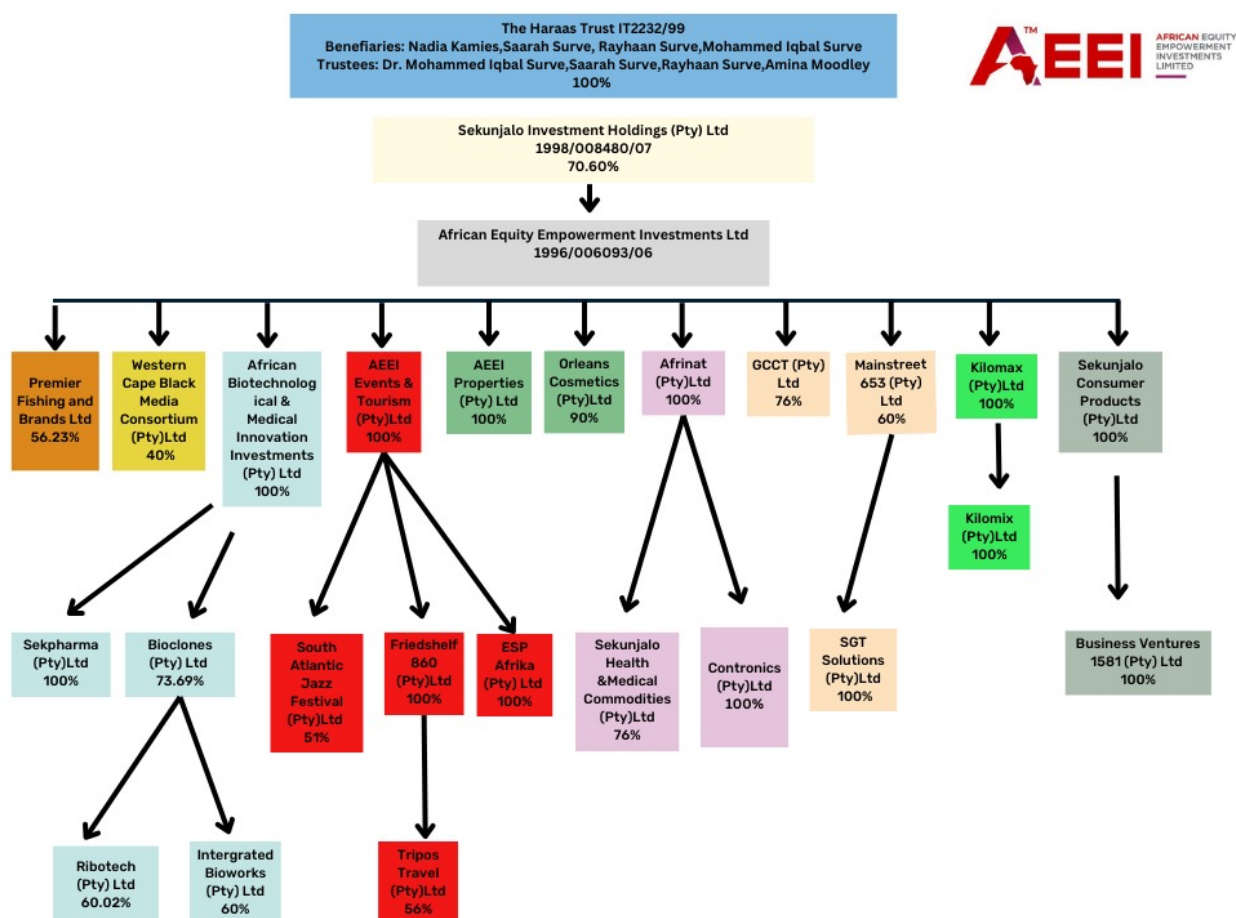 The Haraas Trust IT2232/99
Benefiaries: Nadia Kamies,Saarah Surve, Rayhaan Surve,Mohammed Iqbal Surve
Trustees: Dr. Mohammed Iqbal Surve,Saarah Surve,Rayhaan Surve,Amina Moodley
100%
AEEI
TM
AFRICAN EQUITY
EMPOWERMENT
INVESTMENTS
LIMITED
Sekunjalo Investment Holdings (Pty) Ltd
1998/008480/07
70.60%
African Equity Empowerment Investments Ltd
1996/006093/06
Premier
Fishing and
Brands Ltd
56.23%
Western
Cape Black
Media
Consortium
(Pty)Ltd
40%
African
Biotechnolog
ical & Medical
Innovation
Investments
(Pty) Ltd
100%
AEEI
Events &
Tourism
(Pty)Ltd
100%
AEEI
Properties
(Pty) Ltd
100%
Orleans
Cosmetics
(Pty)Ltd
90%
Afrinat
(Pty)Ltd
100%
GCCT (Pty)
Ltd
76%
Mainstreet
653 (Pty)
Ltd
60%
Kilomax
(Pty)Ltd
100%
Sekunjalo
Consumer
Products (Pty)
Ltd
100%
Kilomix
(Pty)Ltd
100%
Sekpharma
(Pty)Ltd
100%
Bioclones
(Pty) Ltd
73.69%
South
Atlantic
Jazz
Festival
(Pty)Ltd
51%
Friedshelf
860
(Pty)Ltd
100%
ESP
Afrika
(Pty) Ltd
100%
Sekunjalo
Health
&Medical
Commodities
(Pty)Ltd
76%
Contronics
(Pty)Ltd
100%
SGT
Solutions
(Pty)Ltd
100%
Business Ventures
1581 (Pty) Ltd
100%
Ribotech
(Pty) Ltd
60.02%
Intergrated
Bioworks
(Pty) Ltd
60%
Tripos
Travel
(Pty)Ltd
56%